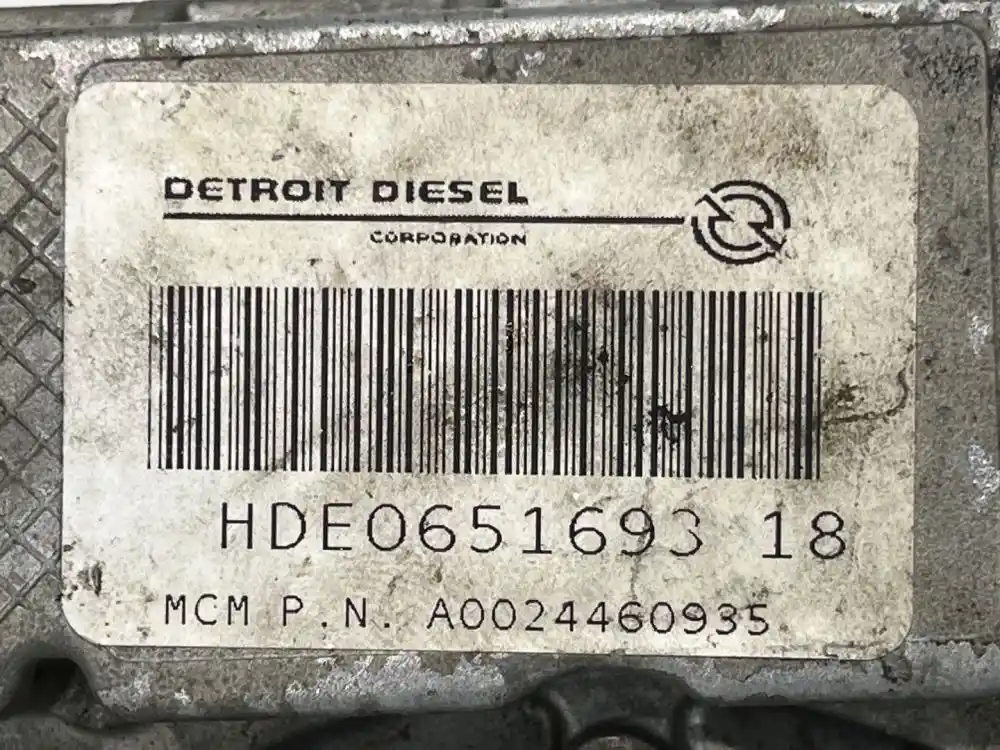 DETROIT DIESEL
CORPORATION
HDE0651693 18
MCM P.N. A0024460935